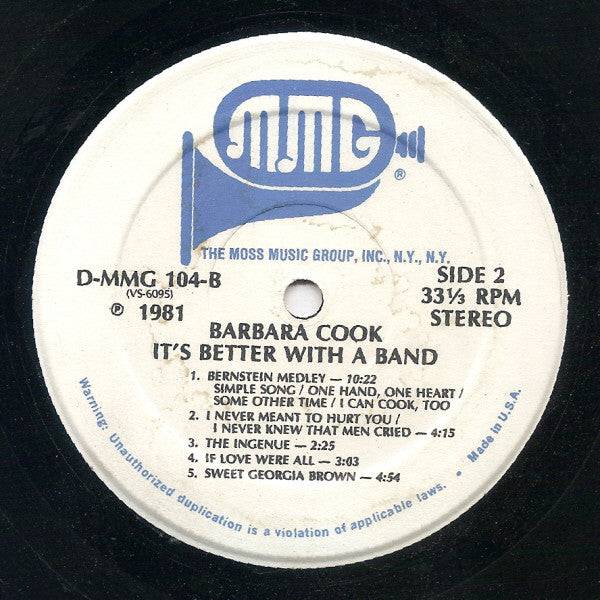 MMG
®
THE MOSS MUSIC GROUP, INC., N.Y., N.Y.
D-MMG 104-B
(VS-6095)
℗ 1981
SIDE 2
33⅓ RPM
STEREO
BARBARA COOK
IT'S BETTER WITH A BAND
1. BERNSTEIN MEDLEY — 10:22
SIMPLE SONG / ONE HAND, ONE HEART /
SOME OTHER TIME / I CAN COOK, TOO
2. I NEVER MEANT TO HURT YOU /
I NEVER KNEW THAT MEN CRIED — 4:15
3. THE INGENUE — 2:25
4. IF LOVE WERE ALL — 3:03
5. SWEET GEORGIA BROWN — 4:54
Warning: Unauthorized duplication is a violation of applicable laws. • Made in U.S.A.